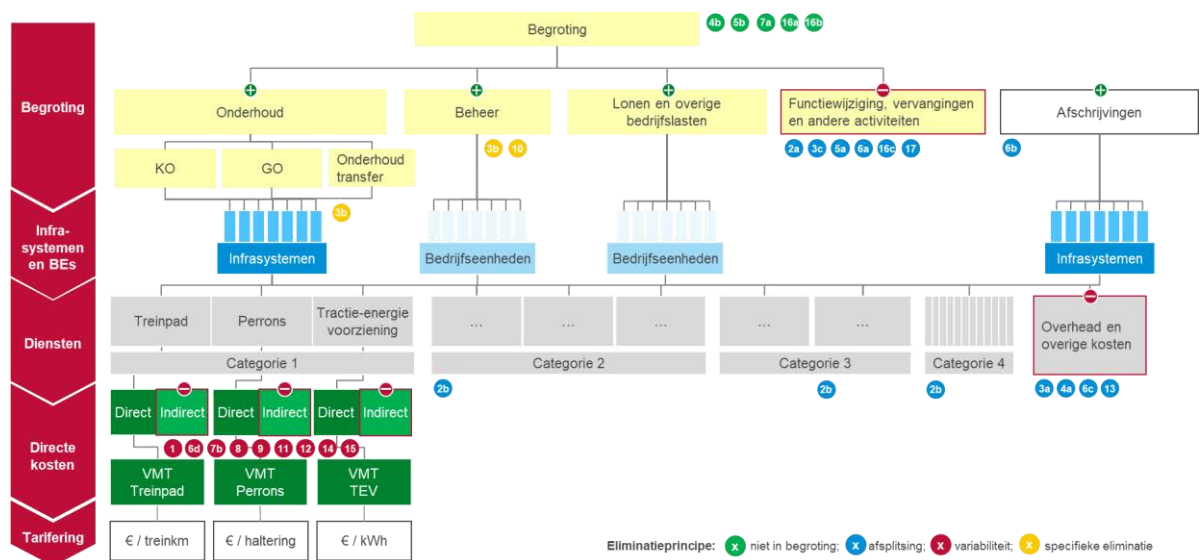 Begroting
4b 5b 7a 16a 16b
Begroting
Onderhoud
Beheer
Lonen en overige
bedrijfslasten
Functiewijziging, vervangingen
en andere activiteiten
Afschrijvingen
3b 10
2a 3c 5a 6a 16c 17
6b
KO
GO
Onderhoud
transfer
3b
Infra-
systemen
en BEs
Infrasystemen
Bedrijfseenheden
Bedrijfseenheden
Infrasystemen
Diensten
Treinpad
Perrons
Tractie-energie
voorziening
...
...
...
...
...
Overhead en
overige kosten
Categorie 1
Categorie 2
Categorie 3
Categorie 4
2b
2b
2b
3a 4a 6c 13
Directe
kosten
Direct
Indirect
Direct
Indirect
Direct
Indirect
1 6d 7b 8 9 11 12 14 15
VMT
Treinpad
VMT
Perrons
VMT
TEV
Tarifering
€ / treinkm
€ / haltering
€ / kWh
Eliminatieprincipe: x niet in begroting; x afsplitsing; x variabiliteit; x specifieke eliminatie